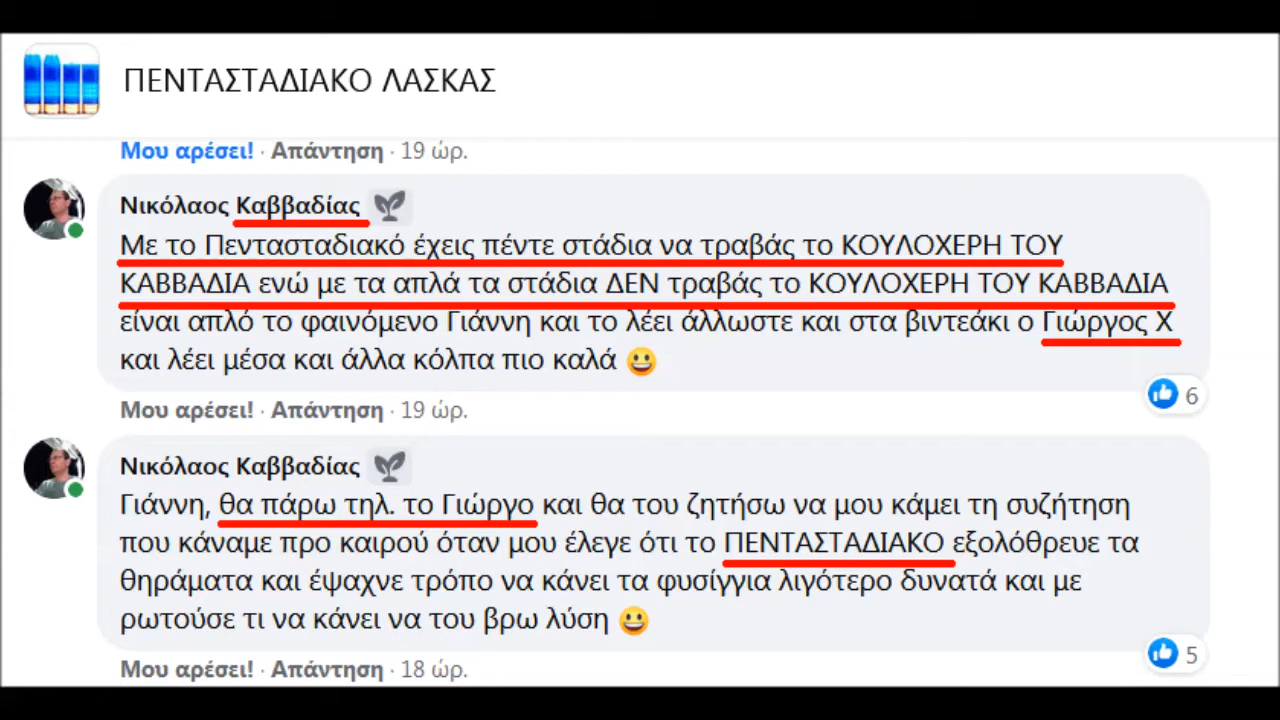 ΠΕΝΤΑΣΤΑΔΙΑΚΟ ΛΑΣΚΑΣ
Μου αρέσει! · Απάντηση · 19 ώρ.
Νικόλαος Καββαδίας
Με το Πεντασταδιακό έχεις πέντε στάδια να τραβάς το ΚΟΥΛΟΧΕΡΗ ΤΟΥ
ΚΑΒΒΑΔΙΑ ενώ με τα απλά τα στάδια ΔΕΝ τραβάς το ΚΟΥΛΟΧΕΡΗ ΤΟΥ ΚΑΒΒΑΔΙΑ
είναι απλό το φαινόμενο Γιάννη και το λέει άλλωστε και στα βιντεάκι ο Γιώργος Χ
και λέει μέσα και άλλα κόλπα πιο καλά 😀
6
Μου αρέσει! · Απάντηση · 19 ώρ.
Νικόλαος Καββαδίας
Γιάννη, θα πάρω τηλ. το Γιώργο και θα του ζητήσω να μου κάμει τη συζήτηση
που κάναμε προ καιρού όταν μου έλεγε ότι το ΠΕΝΤΑΣΤΑΔΙΑΚΟ εξολόθρευε τα
θηράματα και έψαχνε τρόπο να κάνει τα φυσίγγια λιγότερο δυνατά και με
ρωτούσε τι να κάνει να του βρω λύση 😀
5
Μου αρέσει! · Απάντηση · 18 ώρ.